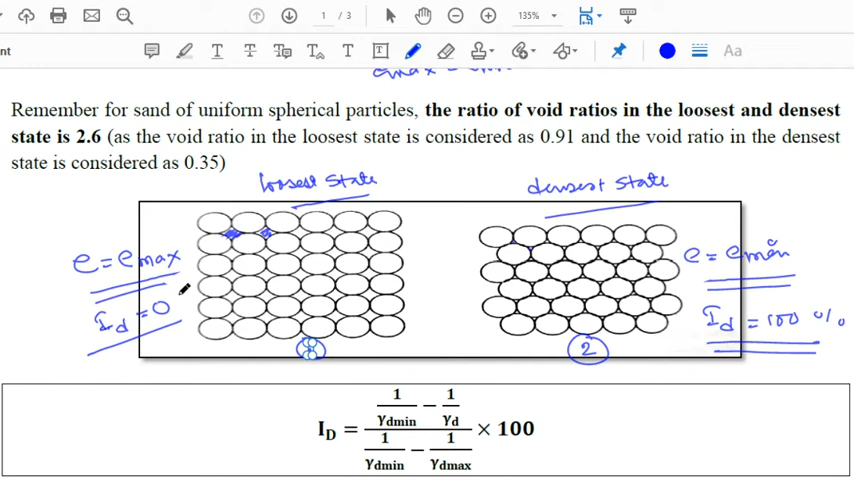 1 / 3
135%
nt
T T T T T Aa
emax
Remember for sand of uniform spherical particles, the ratio of void ratios in the loosest and densest
state is 2.6 (as the void ratio in the loosest state is considered as 0.91 and the void ratio in the densest
state is considered as 0.35)
loosest state
densest state
e = emax
e = emin
Id = 0
Id = 100 %
2
I_D = (1/γdmin − 1/γd) / (1/γdmin − 1/γdmax) × 100